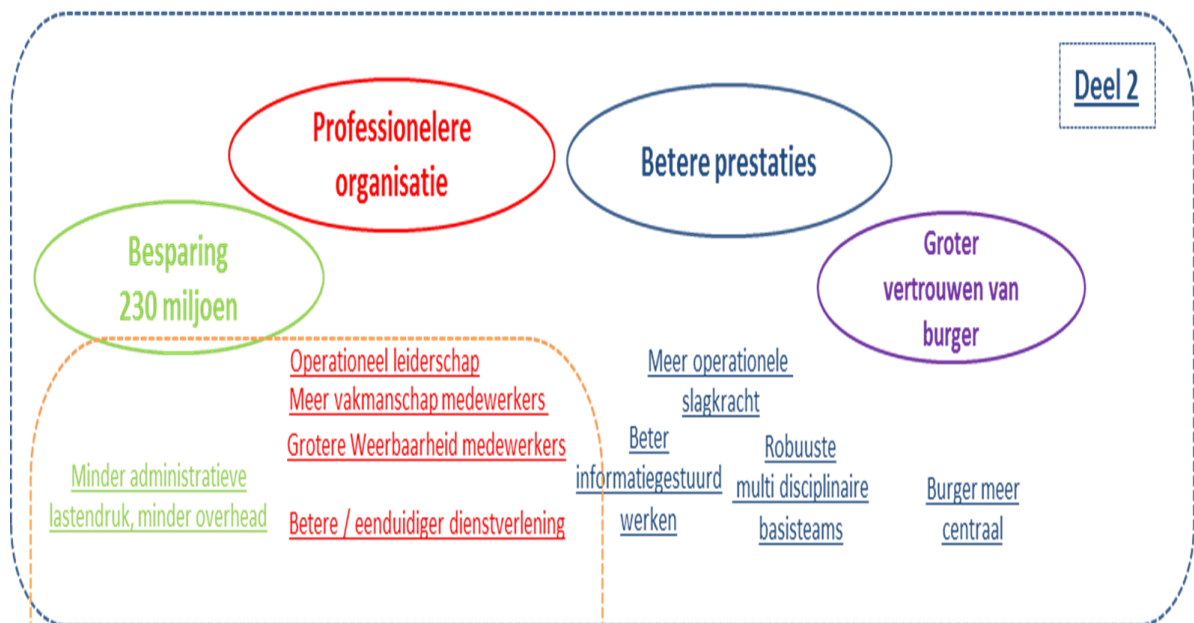 Deel 2
Professionelere
organisatie
Betere prestaties
Besparing
230 miljoen
Groter
vertrouwen van
burger
Operationeel leiderschap
Meer vakmanschap medewerkers
Grotere Weerbaarheid medewerkers
Betere / eenduidiger dienstverlening
Minder administratieve
lastendruk, minder overhead
Meer operationele
slagkracht
Beter
informatiegestuurd
werken
Robuuste
multi disciplinaire
basisteams
Burger meer
centraal